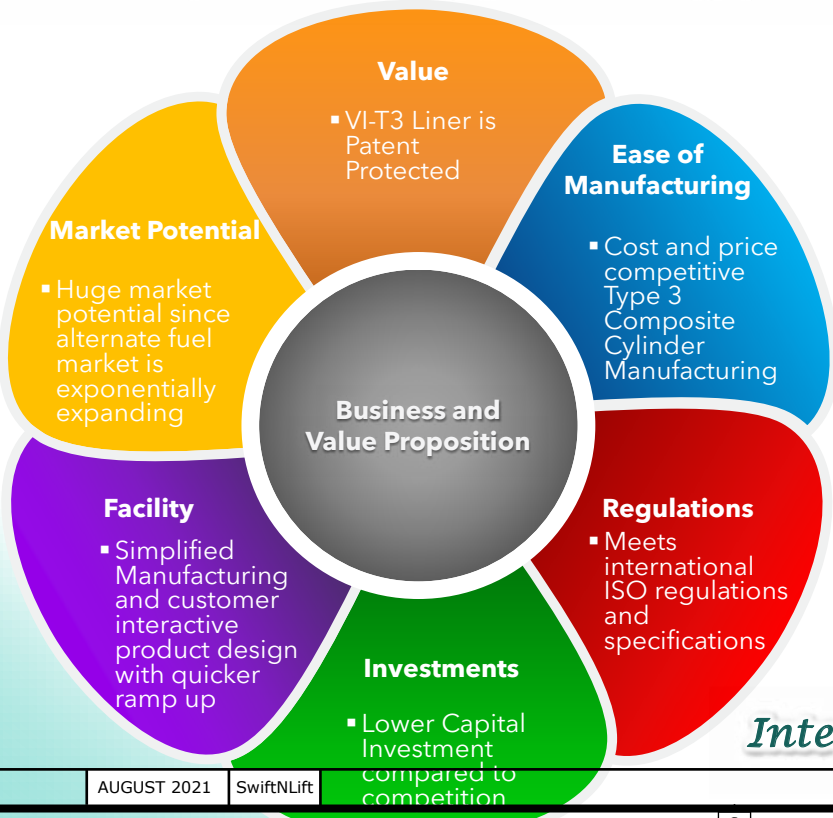 Value
▪ VI-T3 Liner is
Patent
Protected
Ease of
Manufacturing
▪ Cost and price
competitive
Type 3
Composite
Cylinder
Manufacturing
Market Potential
▪ Huge market
potential since
alternate fuel
market is
exponentially
expanding
Business and
Value Proposition
Facility
▪ Simplified
Manufacturing
and customer
interactive
product design
with quicker
ramp up
Regulations
▪ Meets
international
ISO regulations
and
specifications
Investments
▪ Lower Capital
Investment
compared to
competition
Inte
AUGUST 2021
SwiftNLift